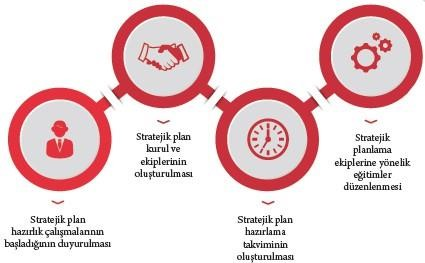 Stratejik plan
hazırlık çalışmalarının
başladığının duyurulması
Stratejik plan
kurul ve
ekiplerinin
oluşturulması
Stratejik plan
hazırlama
takviminin
oluşturulması
Stratejik
planlama
ekiplerine yönelik
eğitimler
düzenlenmesi